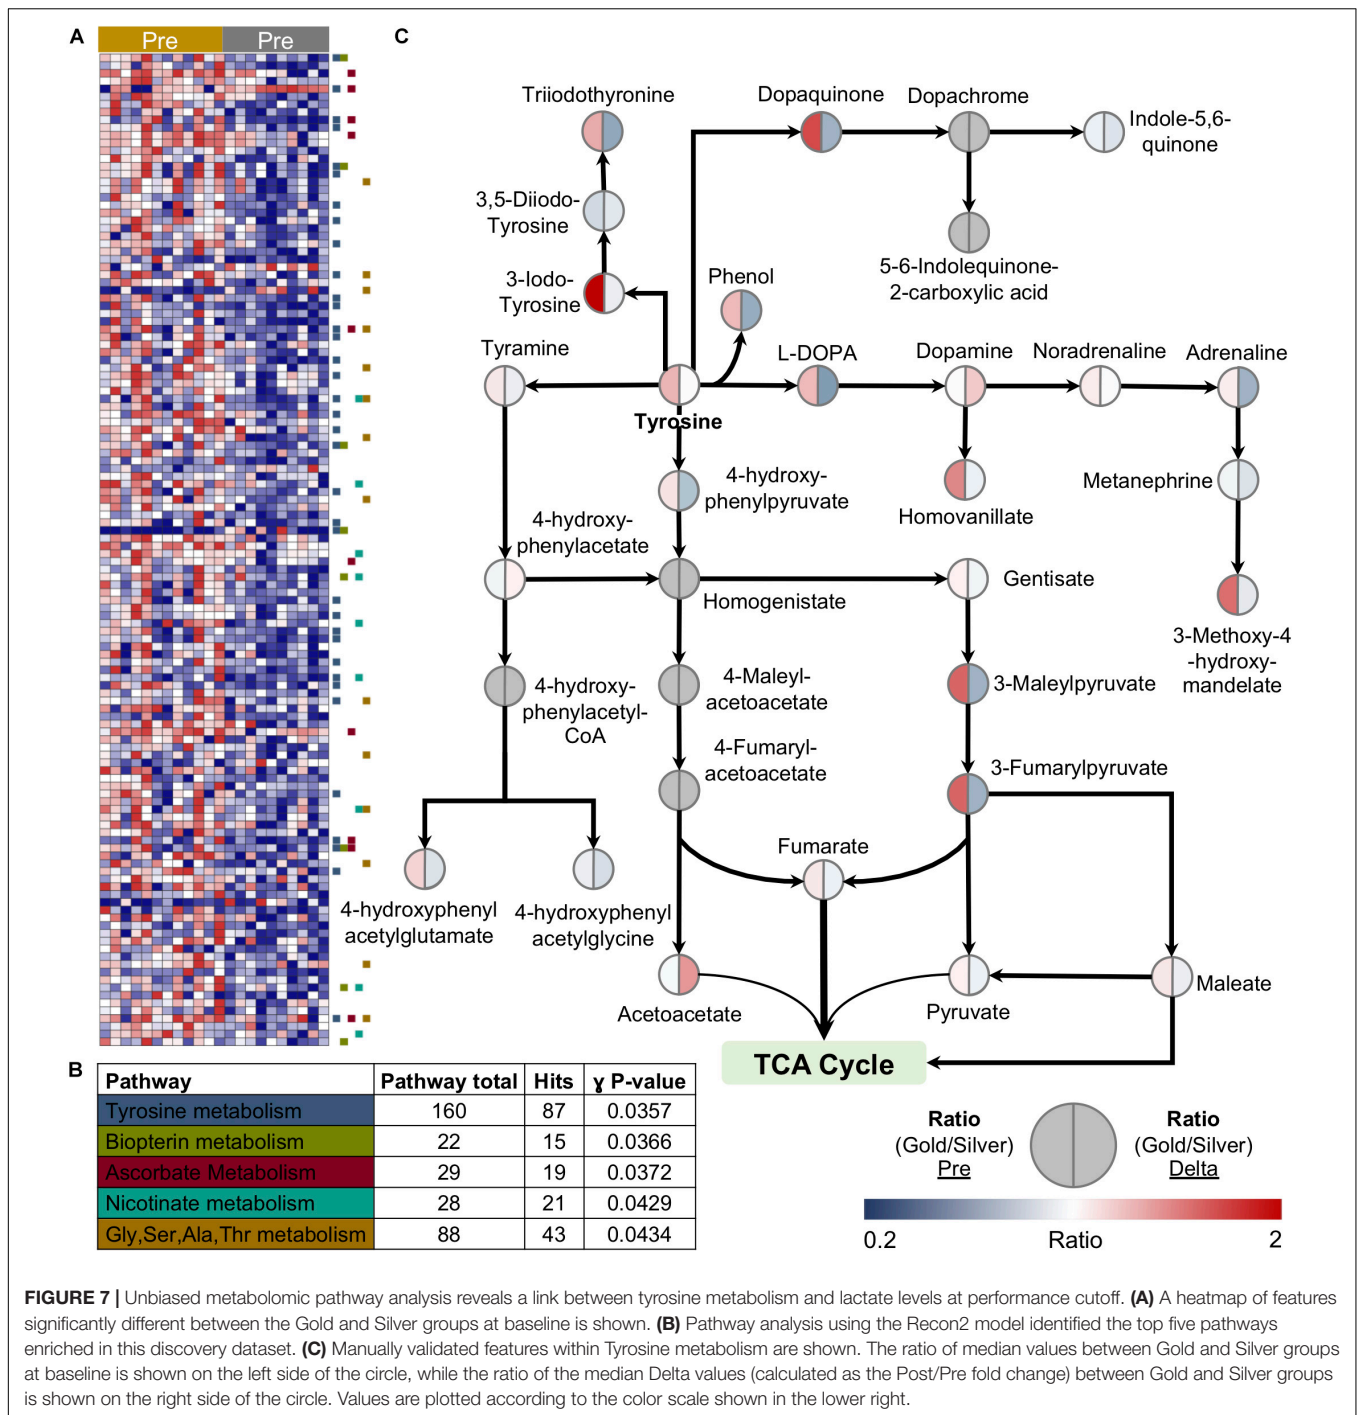 A
Pre
Pre
C
Triiodothyronine
Dopaquinone
Dopachrome
Indole-5,6-
quinone
3,5-Diiodo-
Tyrosine
5-6-Indolequinone-
2-carboxylic acid
3-Iodo-
Tyrosine
Phenol
Tyramine
Tyrosine
L-DOPA
Dopamine
Noradrenaline
Adrenaline
4-hydroxy-
phenylpyruvate
Homovanillate
Metanephrine
4-hydroxy-
phenylacetate
Homogenistate
Gentisate
3-Methoxy-4
-hydroxy-
mandelate
4-hydroxy-
phenylacetyl-
CoA
4-Maleyl-
acetoacetate
3-Maleylpyruvate
4-Fumaryl-
acetoacetate
3-Fumarylpyruvate
Fumarate
4-hydroxyphenyl
acetylglutamate
4-hydroxyphenyl
acetylglycine
Acetoacetate
Pyruvate
Maleate
TCA Cycle
B
Pathway Pathway total Hits ɣ P-value
Tyrosine metabolism 160 87 0.0357
Biopterin metabolism 22 15 0.0366
Ascorbate Metabolism 29 19 0.0372
Nicotinate metabolism 28 21 0.0429
Gly,Ser,Ala,Thr metabolism 88 43 0.0434
Ratio
(Gold/Silver)
Pre
Ratio
(Gold/Silver)
Delta
0.2 Ratio 2
FIGURE 7 | Unbiased metabolomic pathway analysis reveals a link between tyrosine metabolism and lactate levels at performance cutoff. (A) A heatmap of features
significantly different between the Gold and Silver groups at baseline is shown. (B) Pathway analysis using the Recon2 model identified the top five pathways
enriched in this discovery dataset. (C) Manually validated features within Tyrosine metabolism are shown. The ratio of median values between Gold and Silver groups
at baseline is shown on the left side of the circle, while the ratio of the median Delta values (calculated as the Post/Pre fold change) between Gold and Silver groups
is shown on the right side of the circle. Values are plotted according to the color scale shown in the lower right.